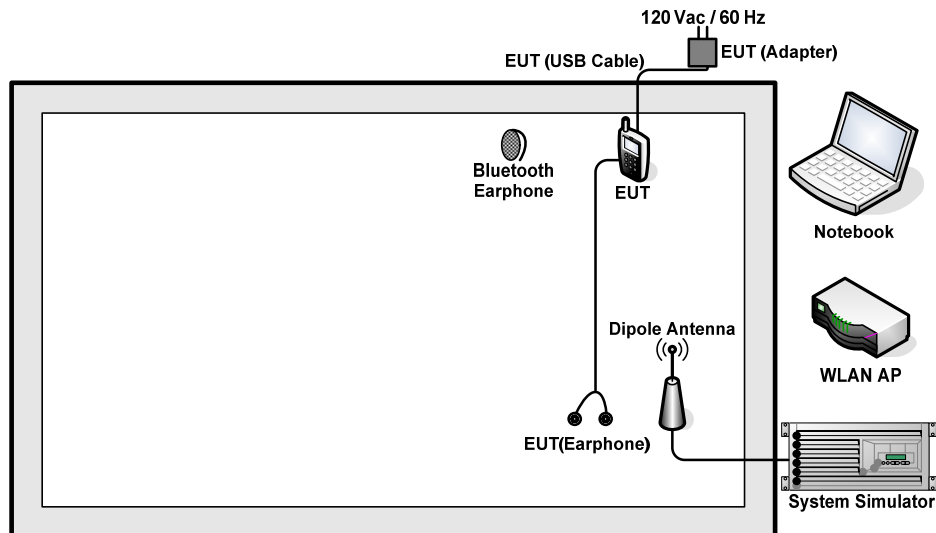 120 Vac / 60 Hz
EUT (USB Cable)
EUT (Adapter)
Bluetooth
Earphone
EUT
Notebook
Dipole Antenna
WLAN AP
EUT(Earphone)
System Simulator